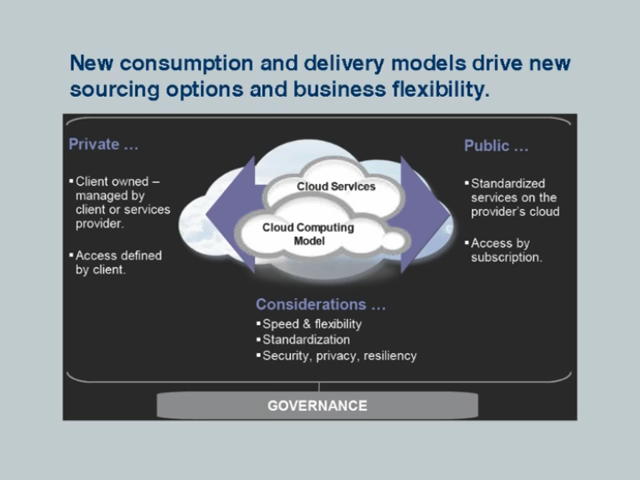 New consumption and delivery models drive new
sourcing options and business flexibility.
Private …
▪ Client owned –
managed by
client or services
provider.
▪ Access defined
by client.
Cloud Services
Cloud Computing
Model
Public …
▪ Standardized
services on the
provider's cloud
▪ Access by
subscription.
Considerations …
▪ Speed & flexibility
▪ Standardization
▪ Security, privacy, resiliency
GOVERNANCE